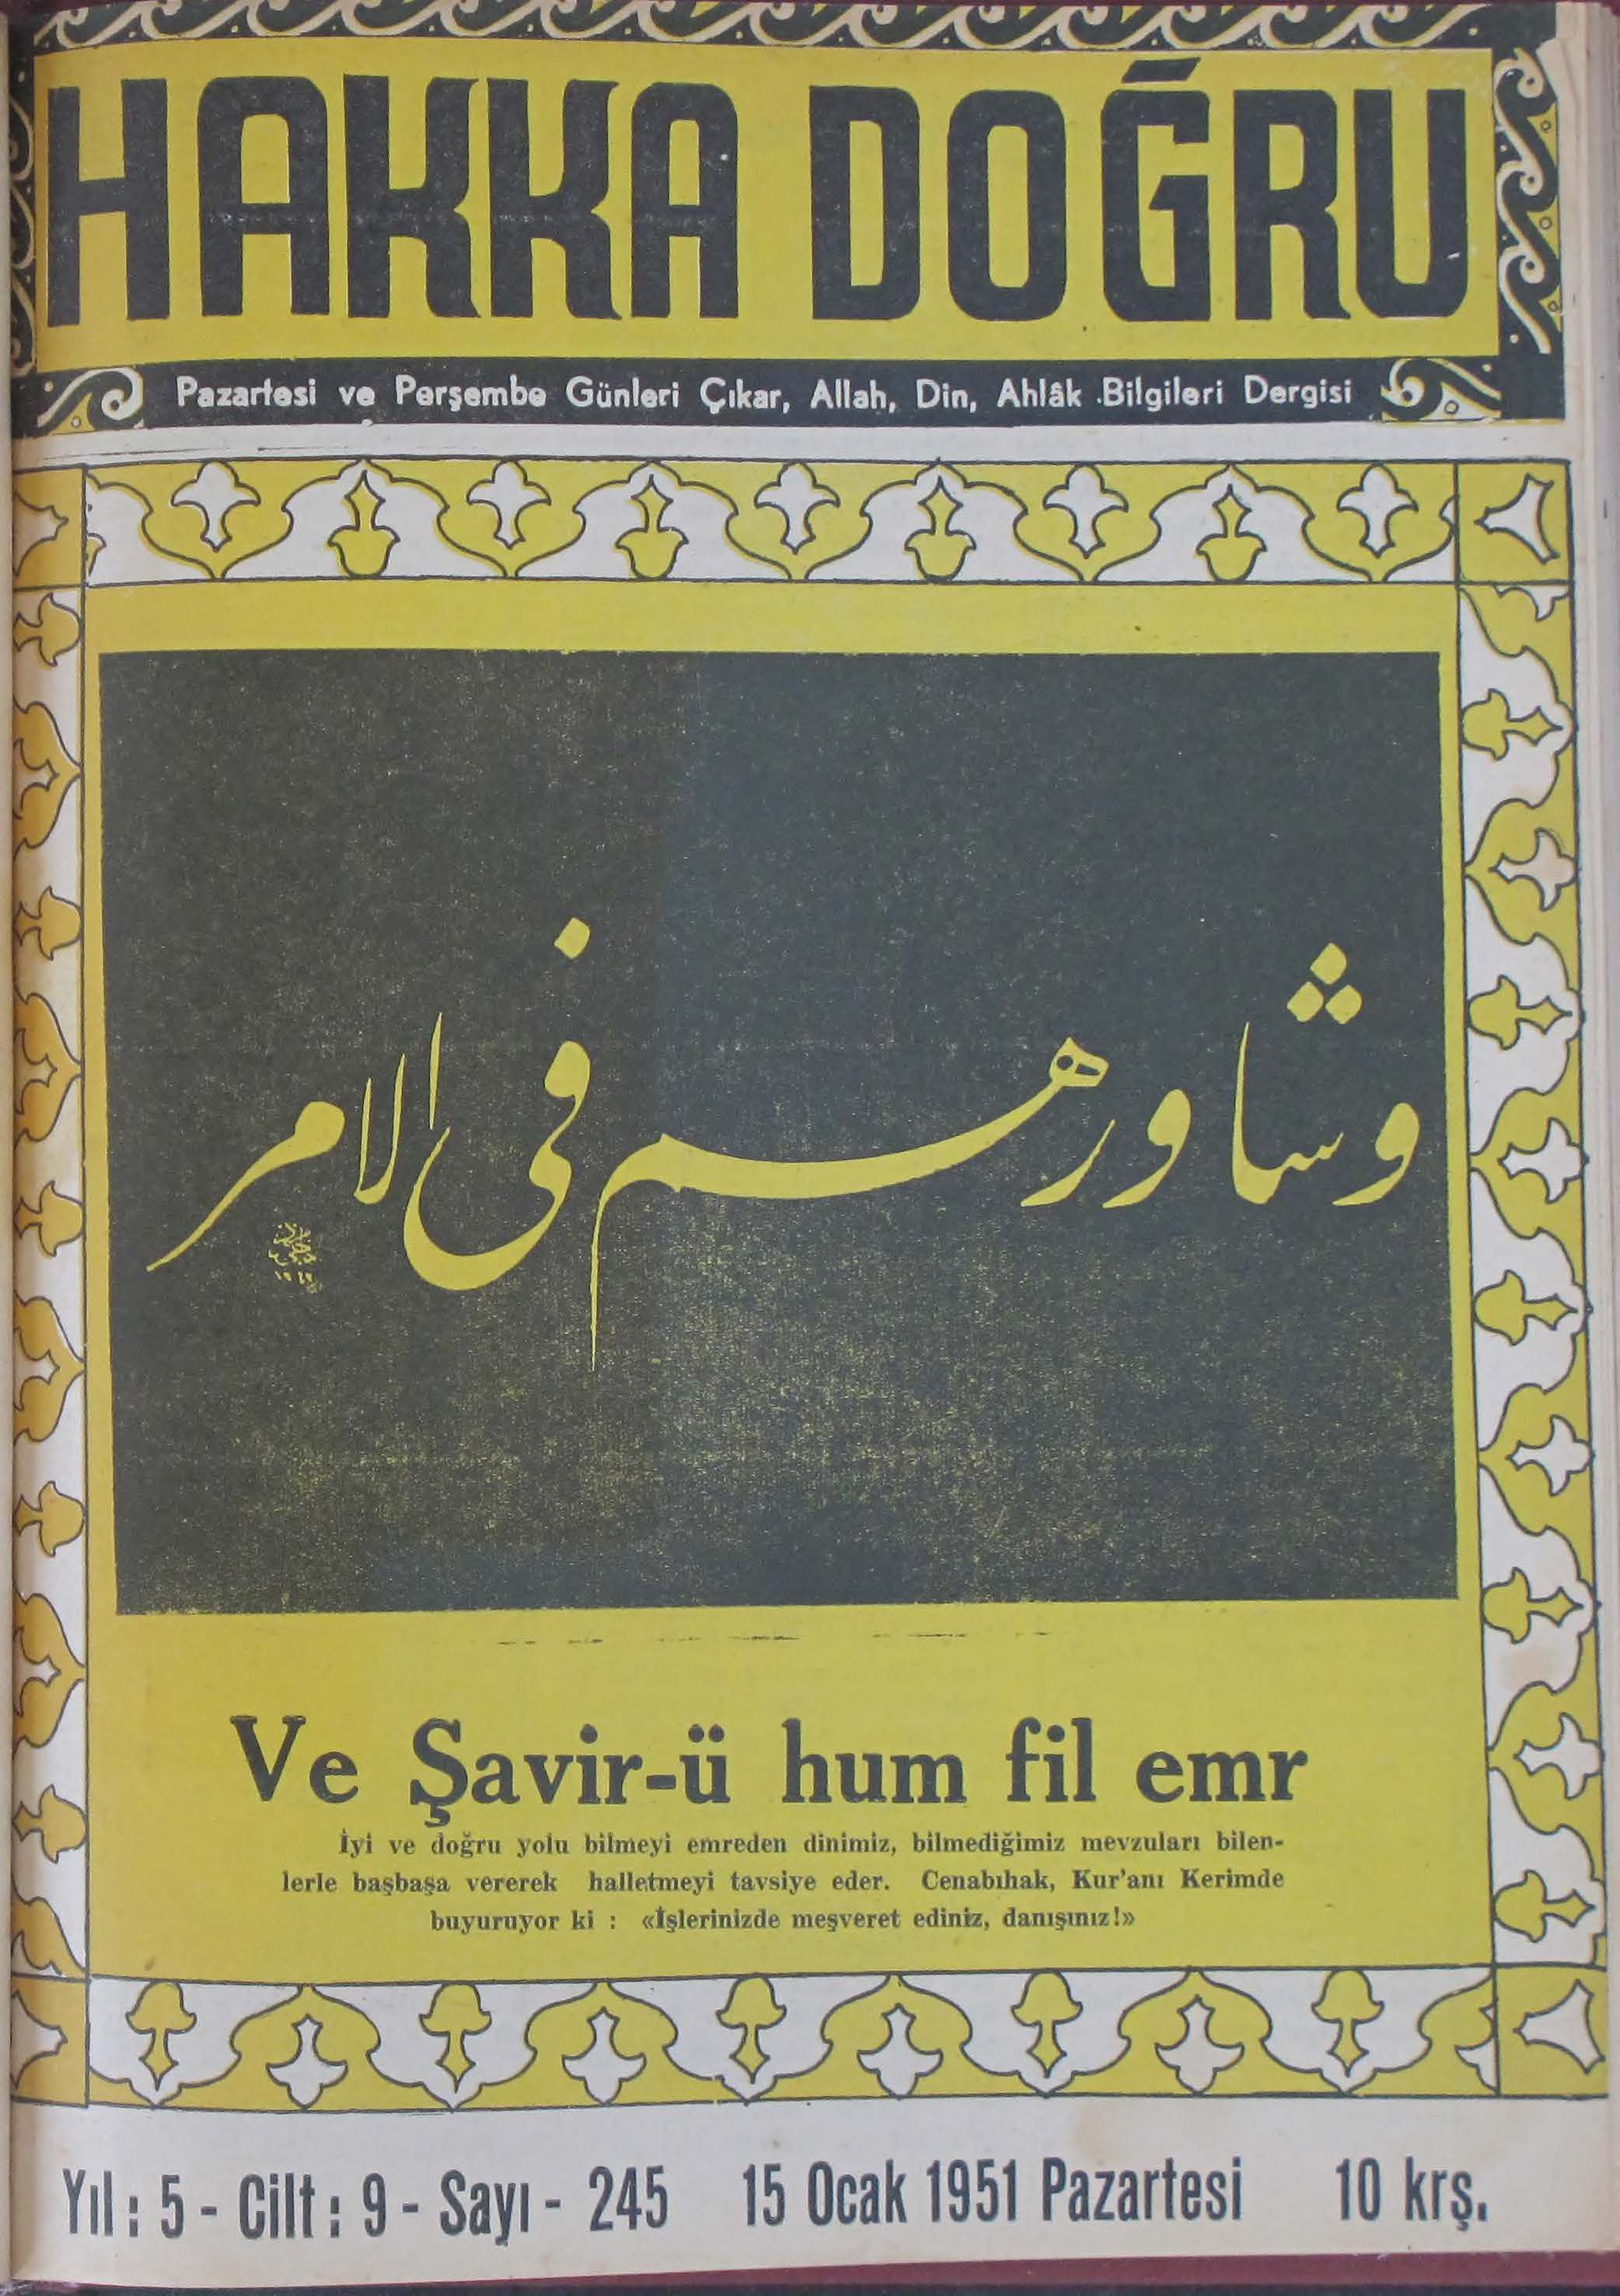 HAKKA DOĞRU
Pazartesi ve Perşembe Günleri Çıkar, Allah, Din, Ahlâk Bilgileri Dergisi
وشاورهم فى الامر
Ve Şavir-ü hum fil emr
İyi ve doğru yolu bilmeyi emreden dinimiz, bilmediğimiz mevzuları bilen-
lerle başbaşa vererek halletmeyi tavsiye eder. Cenabıhak, Kur'anı Kerimde
buyuruyor ki : «İşlerinizde meşveret ediniz, danışınız!»
Yıl : 5 - Cilt : 9 - Sayı - 245 15 Ocak 1951 Pazartesi 10 krş.